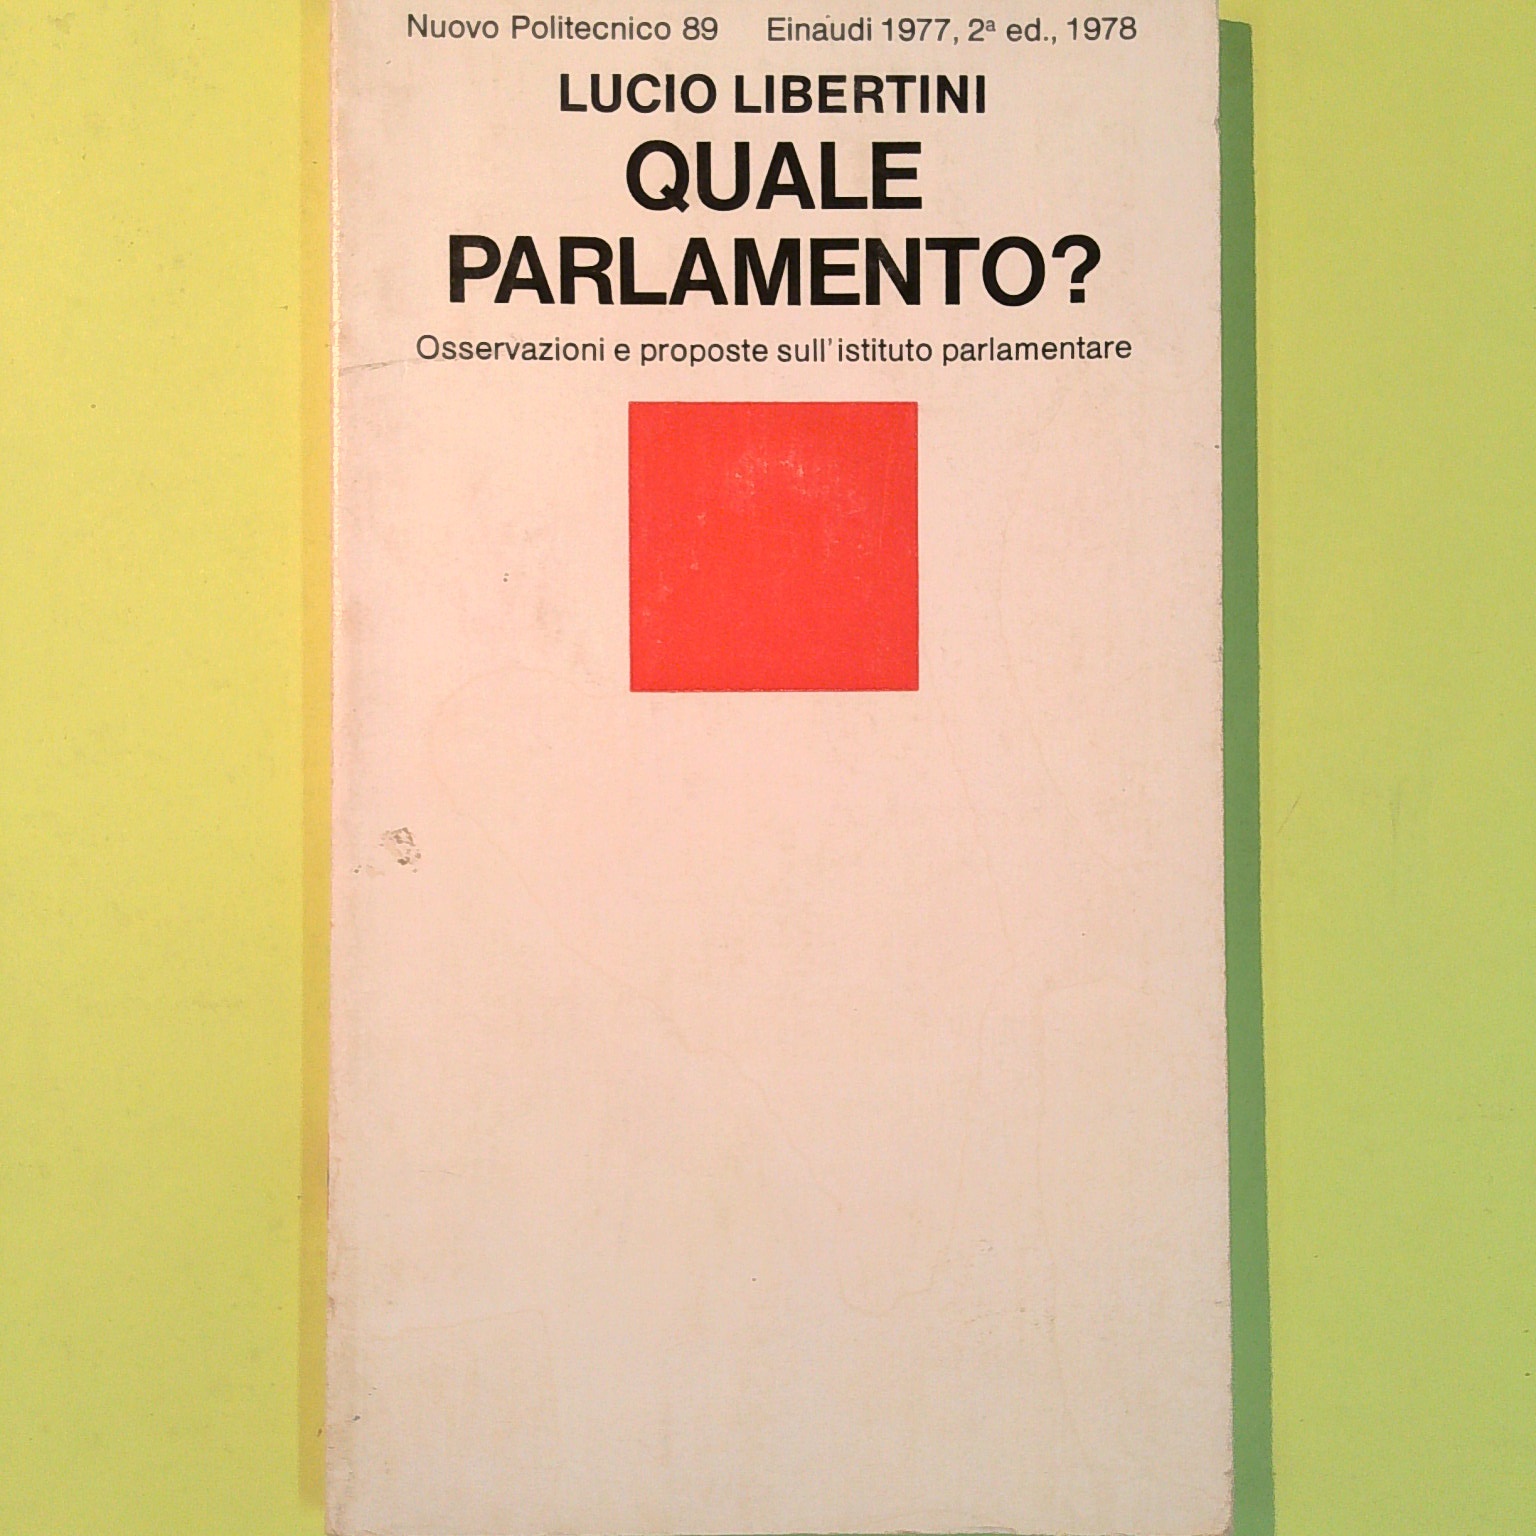 Nuovo Politecnico 89 Einaudi 1977, 2ª ed., 1978
LUCIO LIBERTINI
QUALE
PARLAMENTO?
Osservazioni e proposte sull'istituto parlamentare